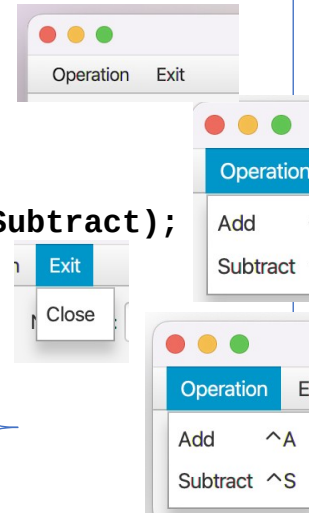 Operation Exit
Operation
Add
Subtract
Subtract);
Exit
Close
Operation
Add ^A
Subtract ^S